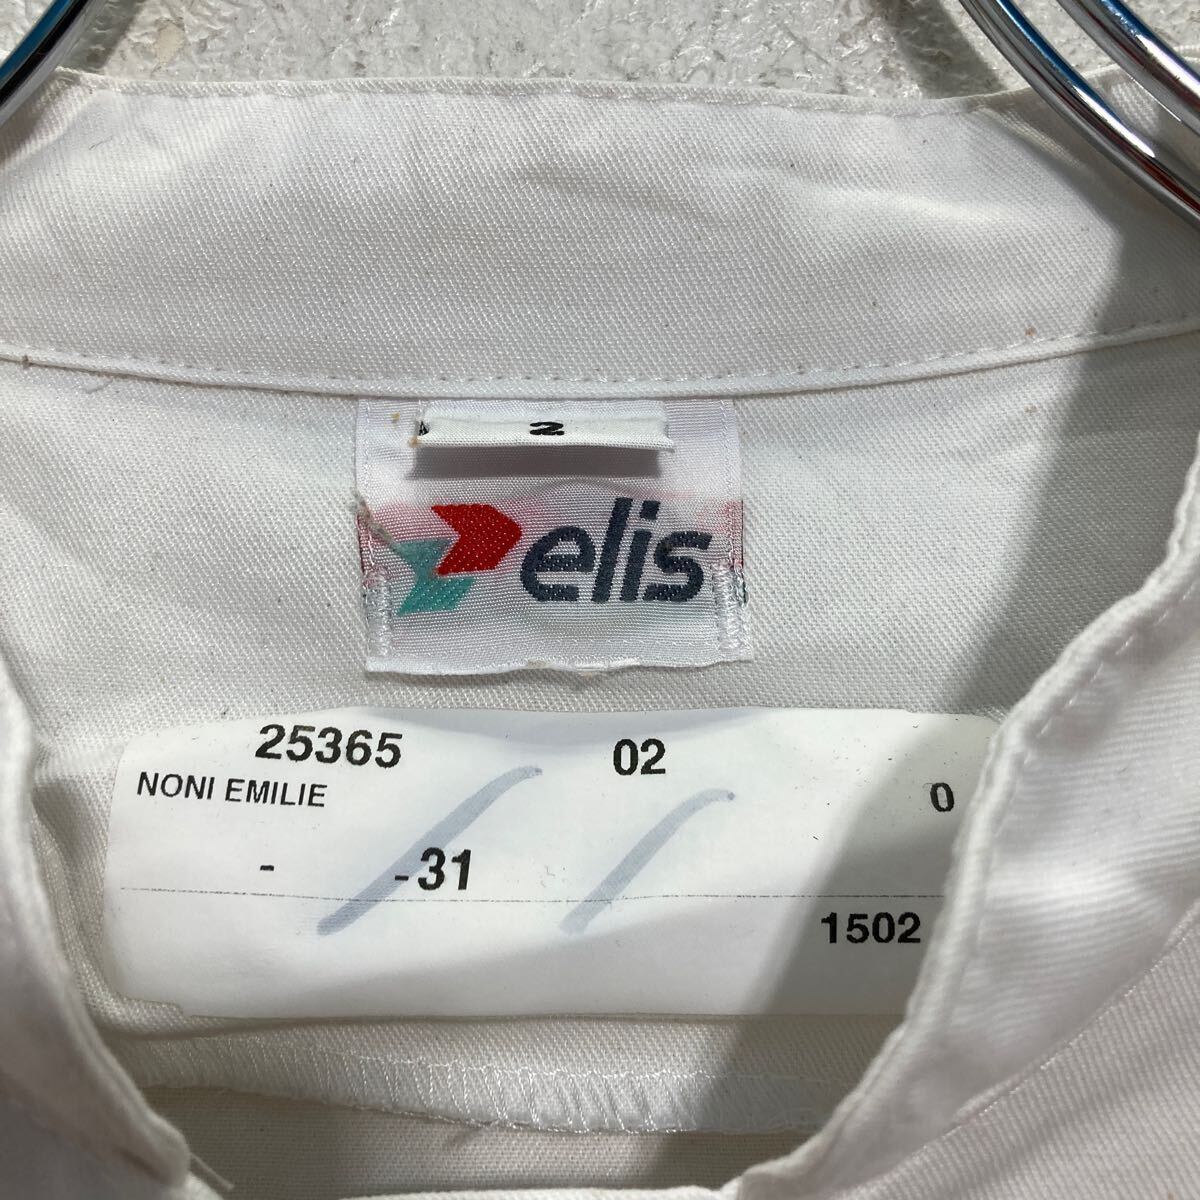 2
elis
25365 02
NONI EMILIE 0
- -31
1502